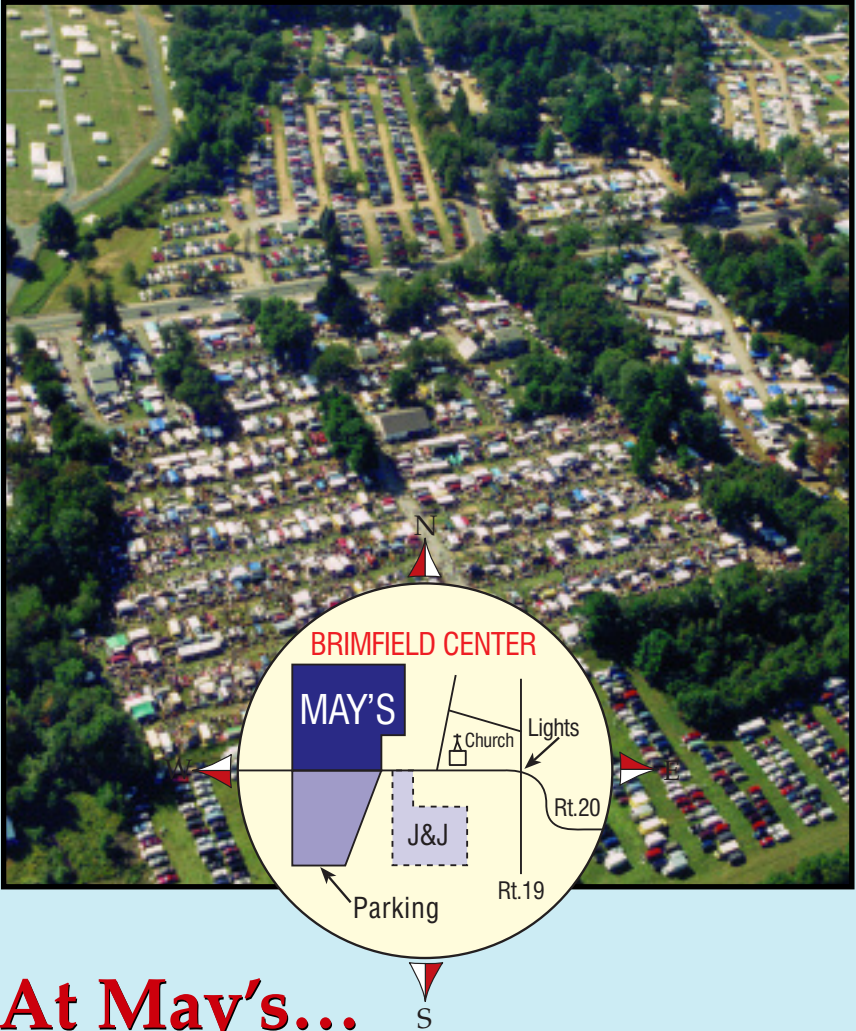 N
BRIMFIELD CENTER
MAY'S
Church
Lights
W
E
Rt.20
J&J
Rt.19
Parking
S
At May's...